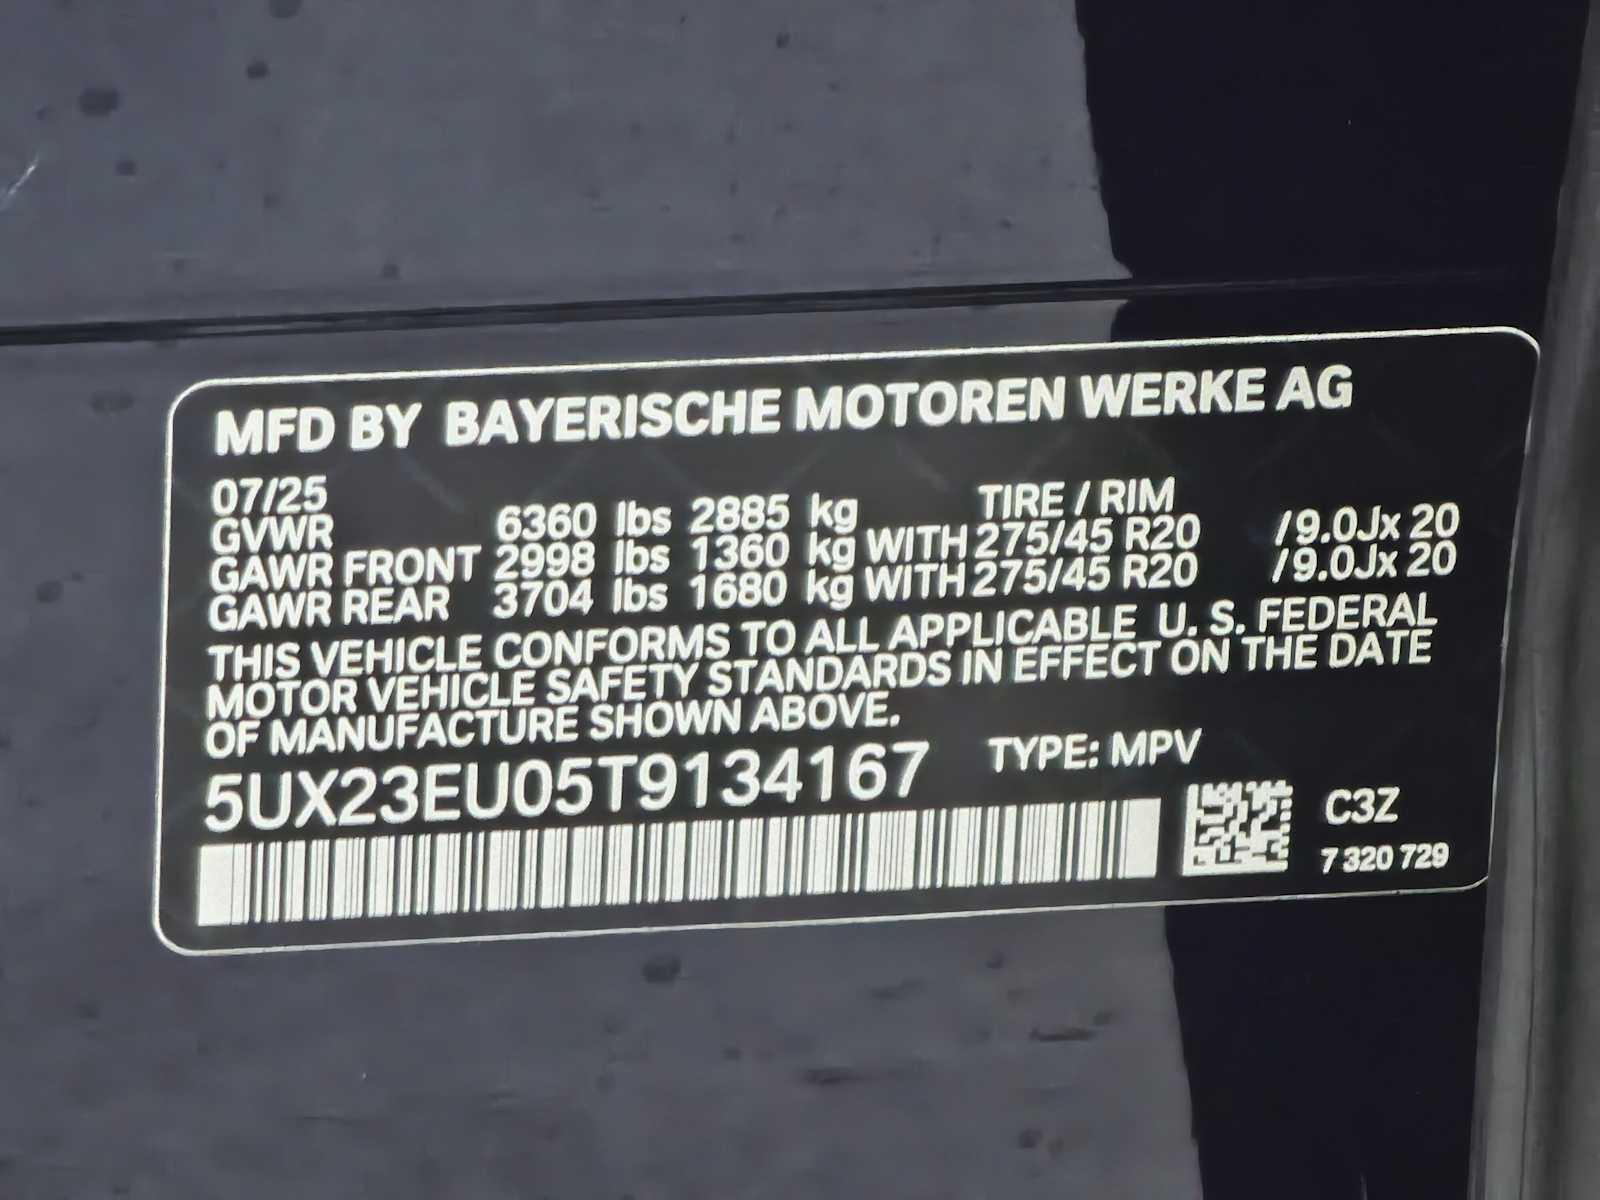 MFD BY BAYERISCHE MOTOREN WERKE AG
07/25 TIRE / RIM
GVWR 6360 lbs 2885 kg
GAWR FRONT 2998 lbs 1360 kg WITH 275/45 R20 /9.0Jx 20
GAWR REAR 3704 lbs 1680 kg WITH 275/45 R20 /9.0Jx 20
THIS VEHICLE CONFORMS TO ALL APPLICABLE U. S. FEDERAL
MOTOR VEHICLE SAFETY STANDARDS IN EFFECT ON THE DATE
OF MANUFACTURE SHOWN ABOVE.
5UX23EU05T9134167 TYPE: MPV
C3Z
7 320 729